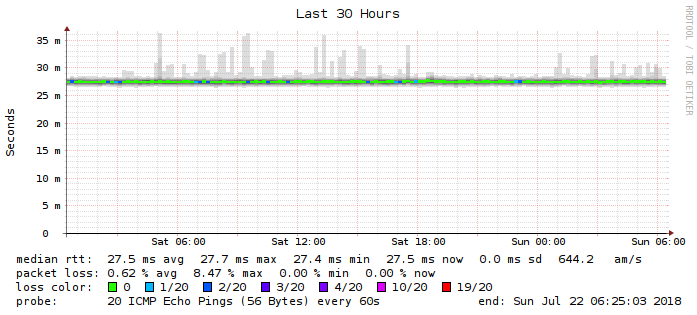 Last 30 Hours
RRDTOOL / TOBI OETIKER
Seconds
35 m
30 m
25 m
20 m
15 m
10 m
5 m
0
Sat 06:00 Sat 12:00 Sat 18:00 Sun 00:00 Sun 06:00
median rtt: 27.5 ms avg 27.7 ms max 27.4 ms min 27.5 ms now 0.0 ms sd 644.2 am/s
packet loss: 0.62 % avg 8.47 % max 0.00 % min 0.00 % now
loss color: 0 1/20 2/20 3/20 4/20 10/20 19/20
probe: 20 ICMP Echo Pings (56 Bytes) every 60s end: Sun Jul 22 06:25:03 2018